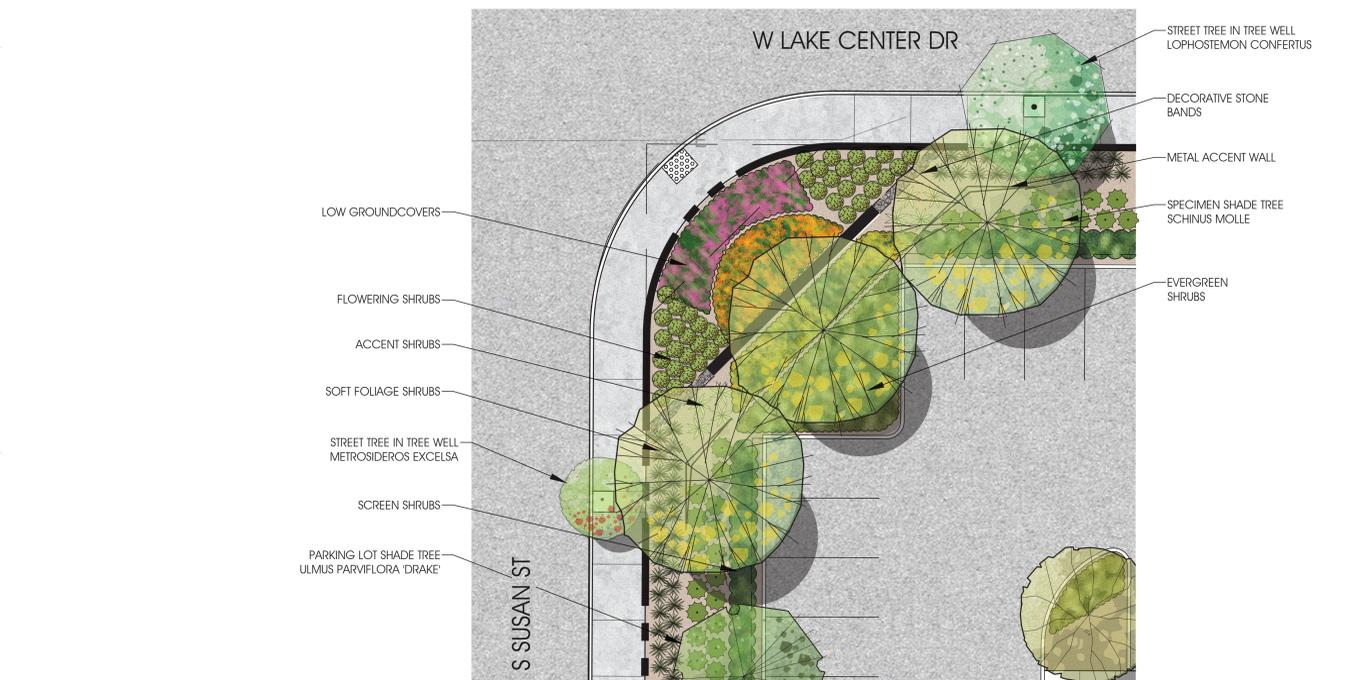 W LAKE CENTER DR
STREET TREE IN TREE WELL
LOPHOSTEMON CONFERTUS
DECORATIVE STONE
BANDS
METAL ACCENT WALL
SPECIMEN SHADE TREE
SCHINUS MOLLE
EVERGREEN
SHRUBS
LOW GROUNDCOVERS
FLOWERING SHRUBS
ACCENT SHRUBS
SOFT FOLIAGE SHRUBS
STREET TREE IN TREE WELL
METROSIDEROS EXCELSA
SCREEN SHRUBS
PARKING LOT SHADE TREE
ULMUS PARVIFLORA 'DRAKE'
S SUSAN ST